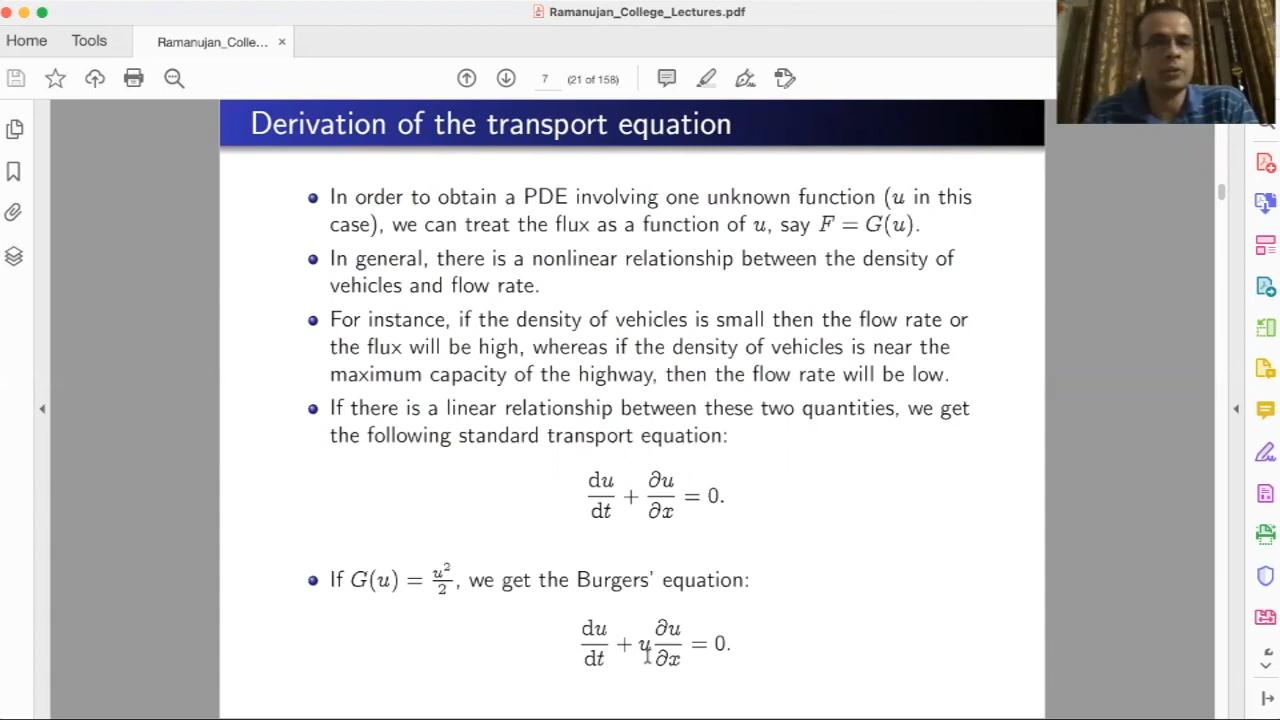 Ramanujan_College_Lectures.pdf
Home Tools Ramanujan_Colle... ×
7 (21 of 158)
Derivation of the transport equation
In order to obtain a PDE involving one unknown function (u in this
case), we can treat the flux as a function of u, say F = G(u).
In general, there is a nonlinear relationship between the density of
vehicles and flow rate.
For instance, if the density of vehicles is small then the flow rate or
the flux will be high, whereas if the density of vehicles is near the
maximum capacity of the highway, then the flow rate will be low.
If there is a linear relationship between these two quantities, we get
the following standard transport equation:
du/dt + ∂u/∂x = 0.
If G(u) = u²/2, we get the Burgers' equation:
du/dt + u ∂u/∂x = 0.